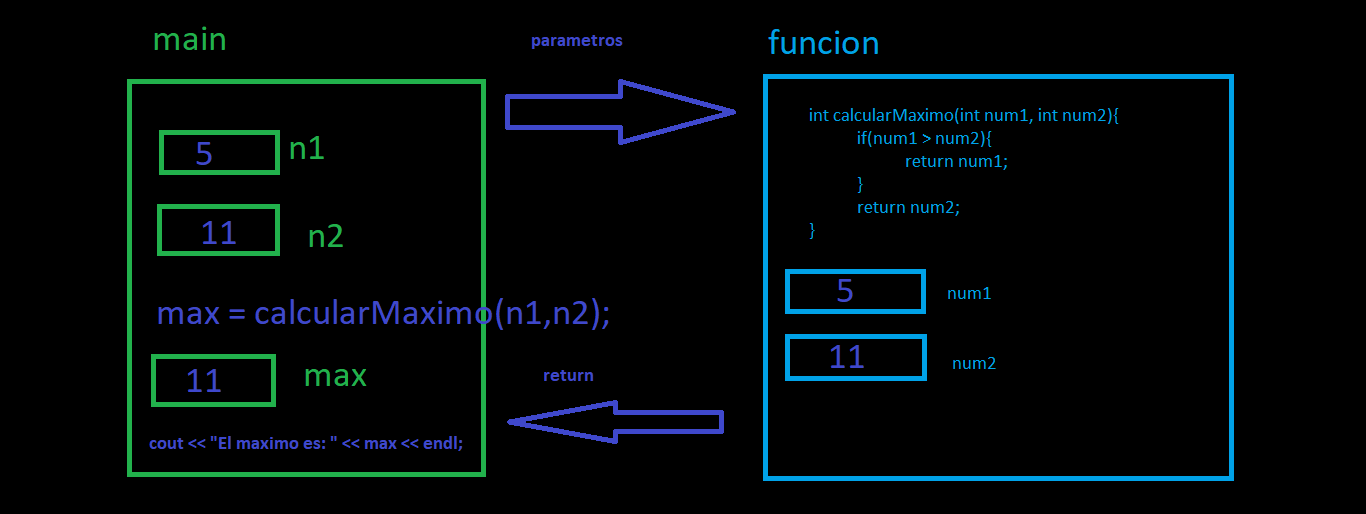 main
5
n1
11
n2
max = calcularMaximo(n1,n2);
11
max
cout << "El maximo es: " << max << endl;
parametros
return
funcion
int calcularMaximo(int num1, int num2){
if(num1 > num2){
return num1;
}
return num2;
}
5
num1
11
num2